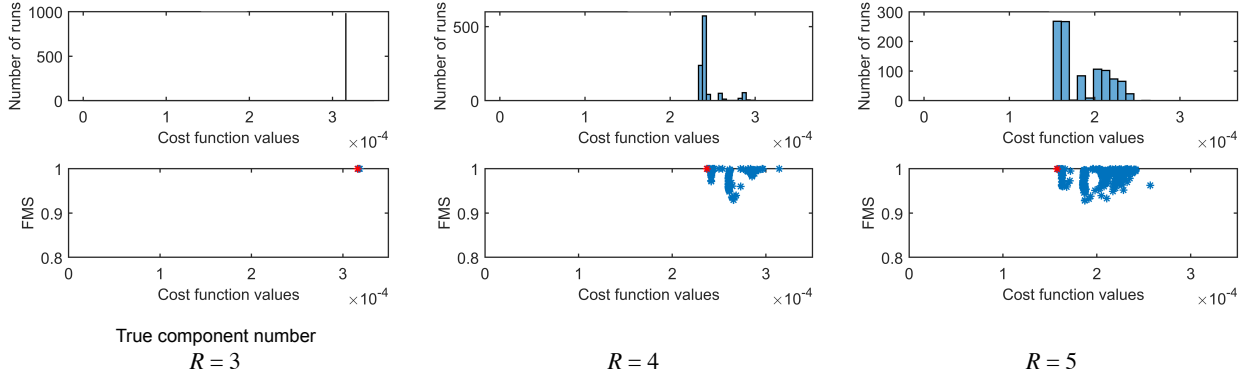 Number of runs
1000
500
0
0 1 2 3
Cost function values
×10-4
Number of runs
500
0
0 1 2 3
Cost function values
×10-4
Number of runs
300
200
100
0
0 1 2 3
Cost function values
×10-4
FMS
1
0.9
0.8
0 1 2 3
Cost function values
×10-4
FMS
1
0.9
0.8
0 1 2 3
Cost function values
×10-4
FMS
1
0.9
0.8
0 1 2 3
Cost function values
×10-4
True component number
R = 3
R = 4
R = 5